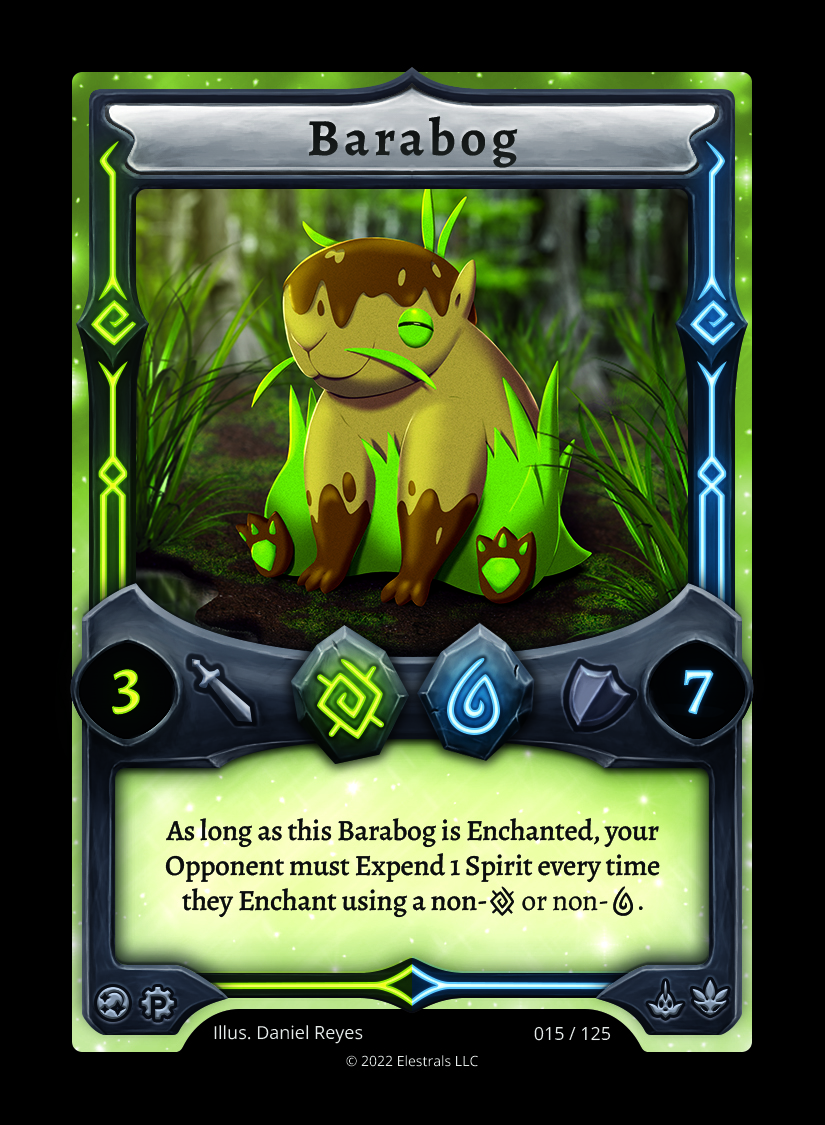 Barabog
3
7
As long as this Barabog is Enchanted, your
Opponent must Expend 1 Spirit every time
they Enchant using a non- or non- .
P
Illus. Daniel Reyes
015 / 125
© 2022 Elestrals LLC